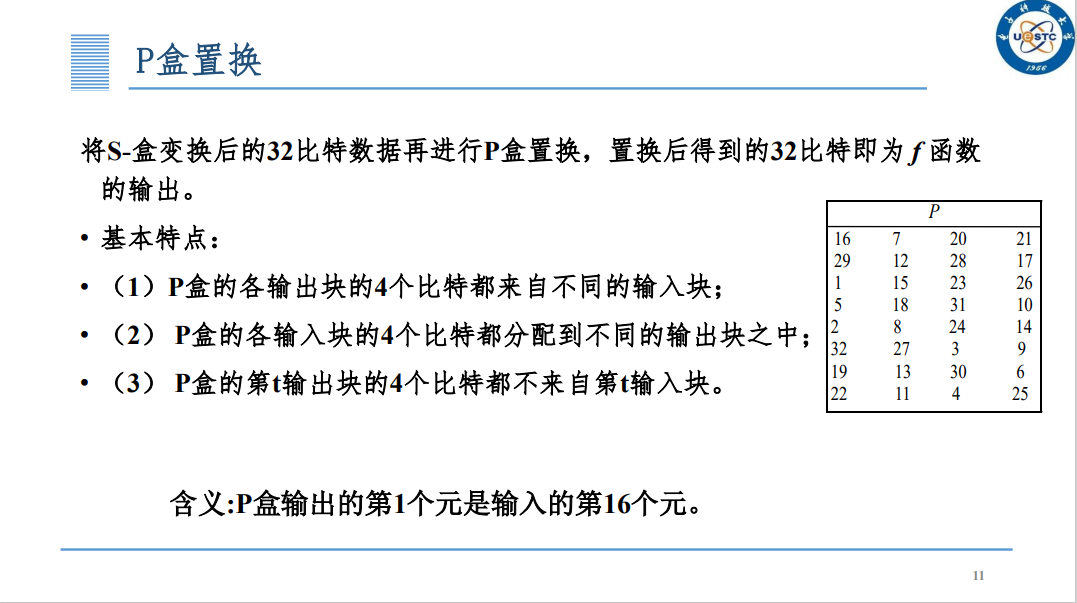 P盒置换
UESTC
1956
将S-盒变换后的32比特数据再进行P盒置换，置换后得到的32比特即为 f 函数
的输出。
• 基本特点：
• （1）P盒的各输出块的4个比特都来自不同的输入块；
• （2） P盒的各输入块的4个比特都分配到不同的输出块之中；
• （3） P盒的第t输出块的4个比特都不来自第t输入块。
P
16 7 20 21
29 12 28 17
1 15 23 26
5 18 31 10
2 8 24 14
32 27 3 9
19 13 30 6
22 11 4 25
含义:P盒输出的第1个元是输入的第16个元。
11